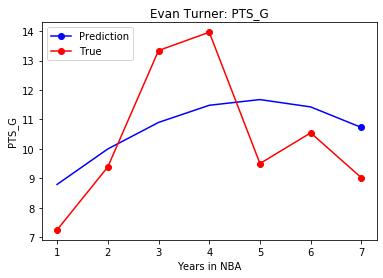 Evan Turner: PTS_G
Prediction
True
14
13
12
11
10
9
8
7
PTS_G
1 2 3 4 5 6 7
Years in NBA